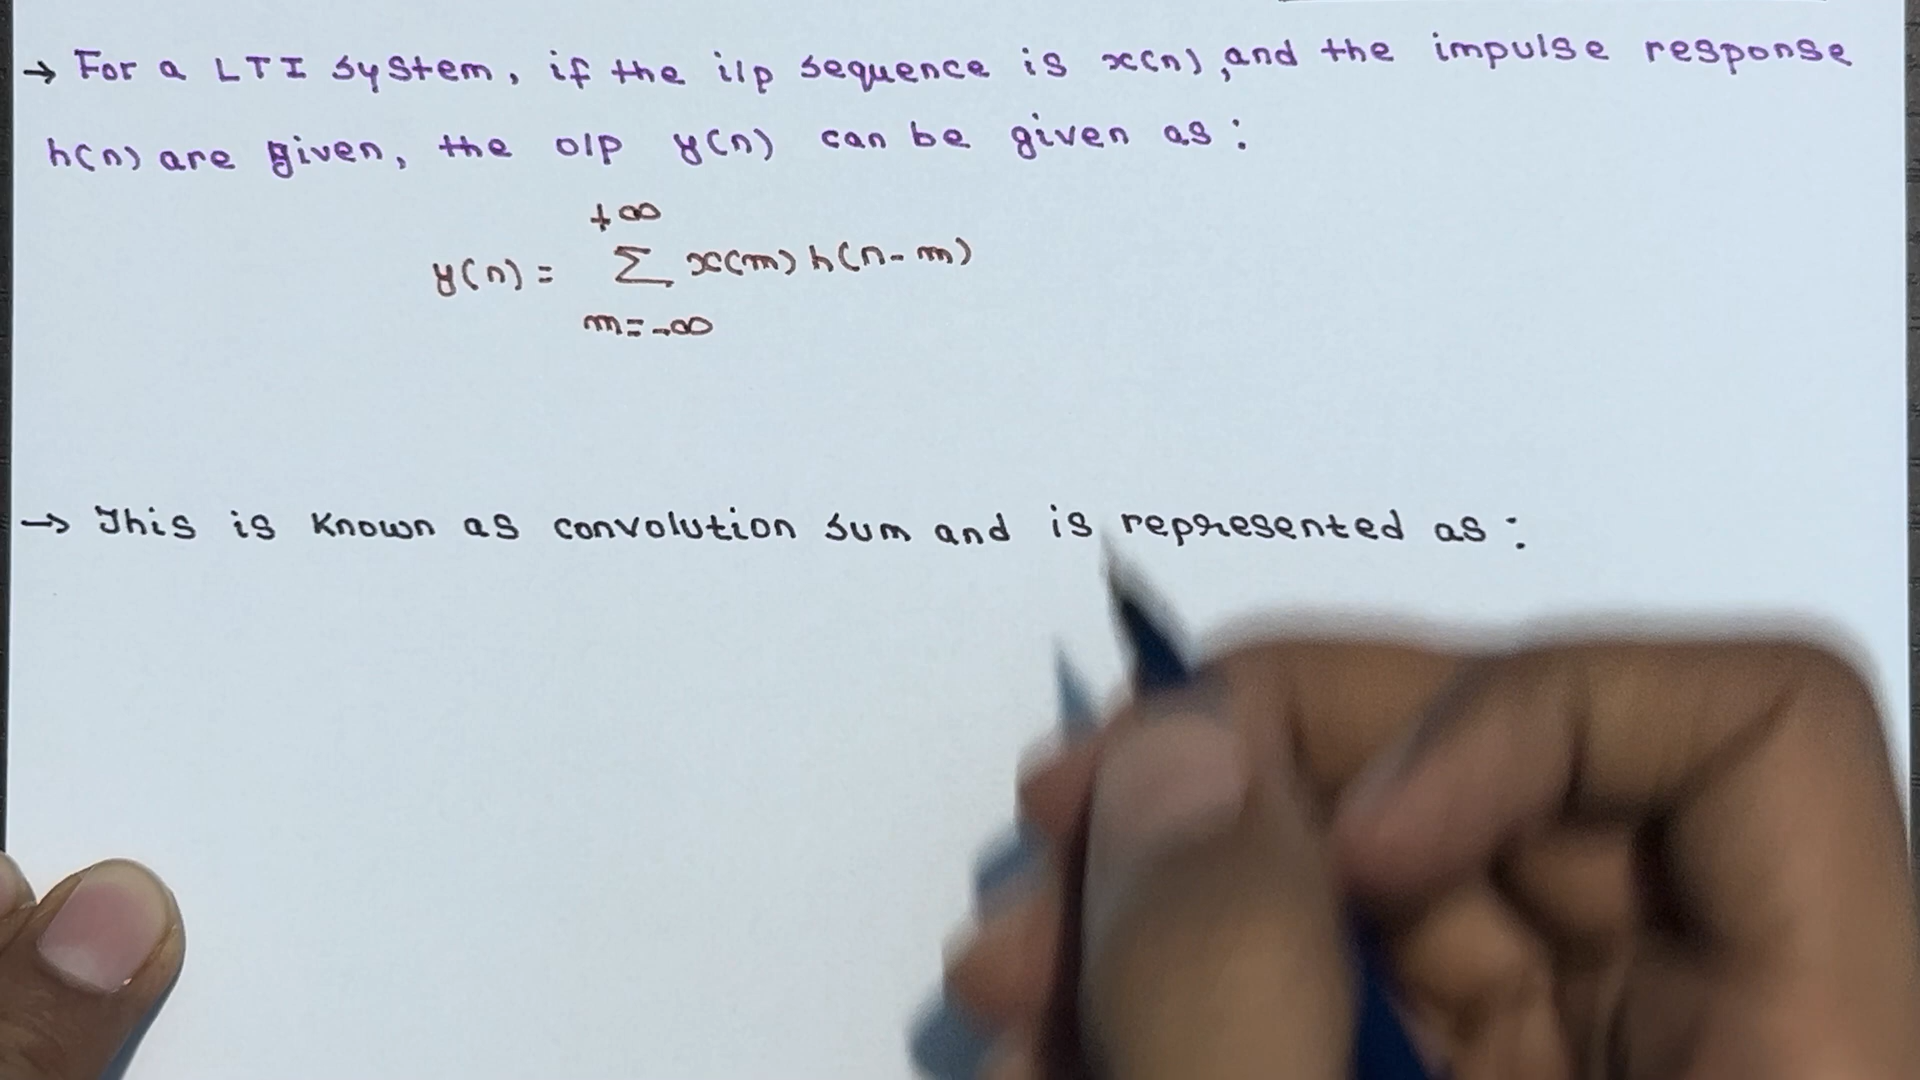 → For a LTI system, if the i/p sequence is x(n), and the impulse response
h(n) are given, the o/p y(n) can be given as :
+∞
y(n) = Σ x(m) h(n-m)
m=-∞
→ This is known as convolution sum and is represented as :